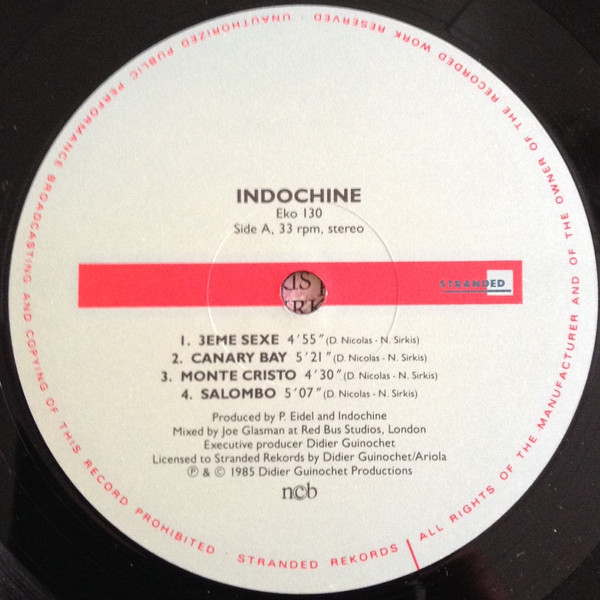 INDOCHINE
Eko 130
Side A, 33 rpm, stereo
STRANDED
1. 3EME SEXE 4'55" (D. Nicolas - N. Sirkis)
2. CANARY BAY 5'21" (D. Nicolas - N. Sirkis)
3. MONTE CRISTO 4'30" (D. Nicolas - N. Sirkis)
4. SALOMBO 5'07" (D. Nicolas - N. Sirkis)
Produced by P. Eidel and Indochine
Mixed by Joe Glasman at Red Bus Studios, London
Executive producer Didier Guinochet
Licensed to Stranded Rekords by Didier Guinochet/Ariola
℗ & © 1985 Didier Guinochet Productions
ncb
ALL RIGHTS OF THE MANUFACTURER AND OF THE OWNER OF THE RECORDED WORK RESERVED · UNAUTHORIZED PUBLIC PERFORMANCE BROADCASTING AND COPYING OF THIS RECORD PROHIBITED · STRANDED REKORDS